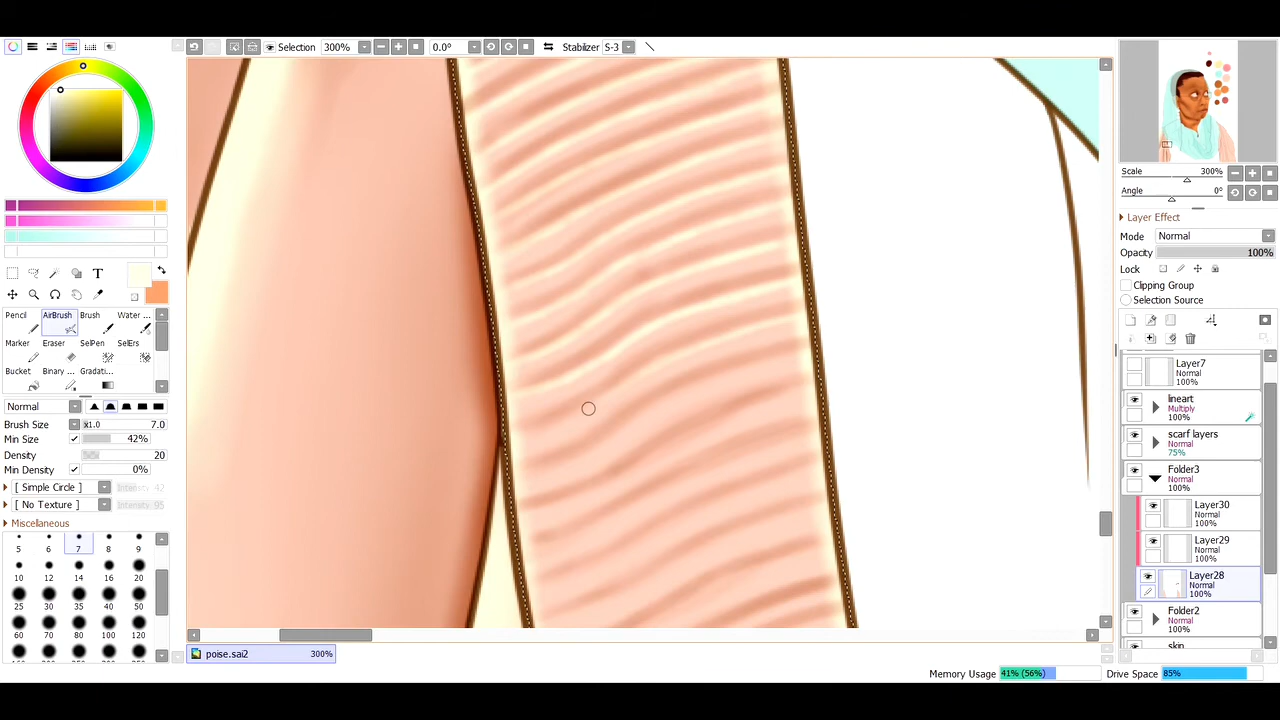 Selection 300% 0.0° Stabilizer S-3
T
Pencil AirBrush Brush Water ...
Marker Eraser SelPen SelErs
Bucket Binary ... Gradati...
Normal
Brush Size x1.0 7.0
Min Size 42%
Density 20
Min Density 0%
[ Simple Circle ] Intensity 42
[ No Texture ] Intensity 95
Miscellaneous
5 6 7 8 9
10 12 14 16 20
25 30 35 40 50
60 70 80 100 120
poise.sai2 300%
Memory Usage 41% (56%) Drive Space 85%
Scale 300%
Angle 0°
Layer Effect
Mode Normal
Opacity 100%
Lock
Clipping Group
Selection Source
Layer7
Normal
100%
lineart
Multiply
100%
scarf layers
Normal
75%
Folder3
Normal
100%
Layer30
Normal
100%
Layer29
Normal
100%
Layer28
Normal
100%
Folder2
Normal
100%
skin